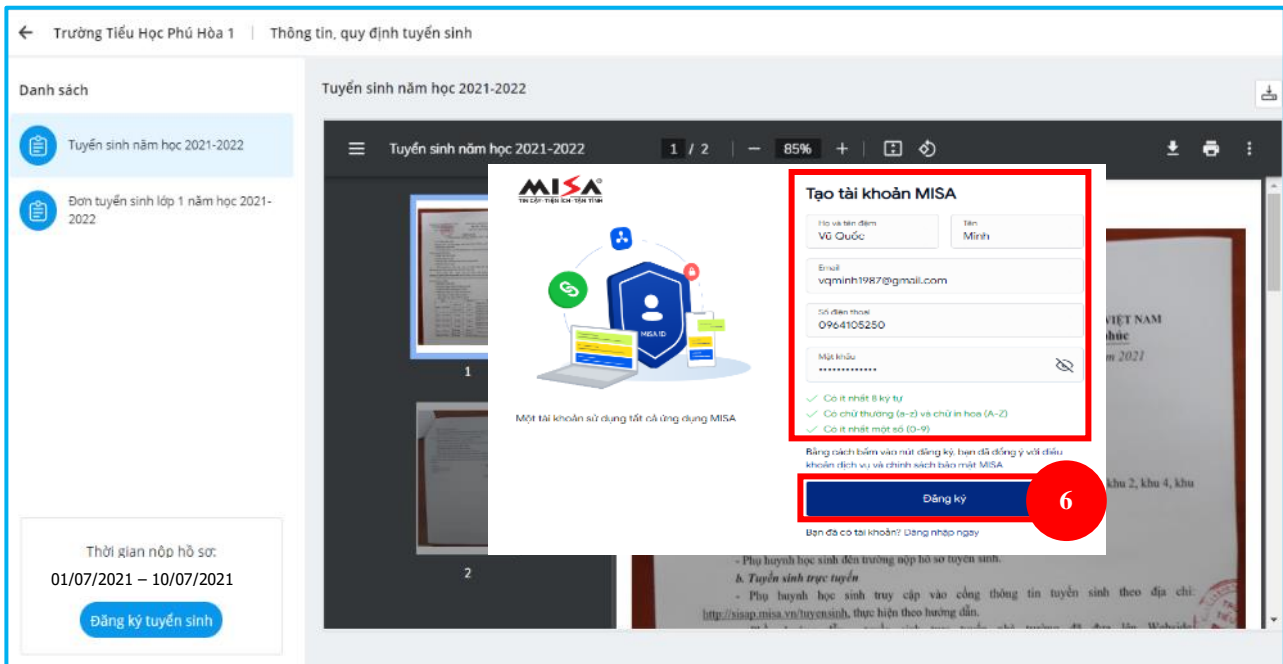 Trường Tiểu Học Phú Hòa 1 | Thông tin, quy định tuyển sinh
Danh sách
Tuyển sinh năm học 2021-2022
Đơn tuyển sinh lớp 1 năm học 2021-
2022
Thời gian nộp hồ sơ:
01/07/2021 – 10/07/2021
Đăng ký tuyển sinh
Tuyển sinh năm học 2021-2022
Tuyển sinh năm học 2021-2022
1 / 2
85%
1
2
MISA
TIN CẬY-TIỆN ÍCH-TẬN TÌNH
MISA ID
Một tài khoản sử dụng tất cả ứng dụng MISA
Tạo tài khoản MISA
Họ và tên đệm
Vũ Quốc
Tên
Minh
Email
vqminh1987@gmail.com
Số điện thoại
0964105250
Mật khẩu
•••••••••••••
Có ít nhất 8 ký tự
Có chữ thường (a-z) và chữ in hoa (A-Z)
Có ít nhất một số (0-9)
Bằng cách bấm vào nút đăng ký, bạn đã đồng ý với điều
khoản dịch vụ và chính sách bảo mật MISA
Đăng ký
6
Bạn đã có tài khoản? Đăng nhập ngay
VIỆT NAM
phúc
m 2021
khu 2, khu 4, khu
- Phụ huynh học sinh đến trường nộp hồ sơ tuyển sinh.
b. Tuyển sinh trực tuyến
- Phụ huynh học sinh truy cập vào cổng thông tin tuyển sinh theo địa chỉ:
http://sisap.misa.vn/tuyensinh, thực hiện theo hướng dẫn.